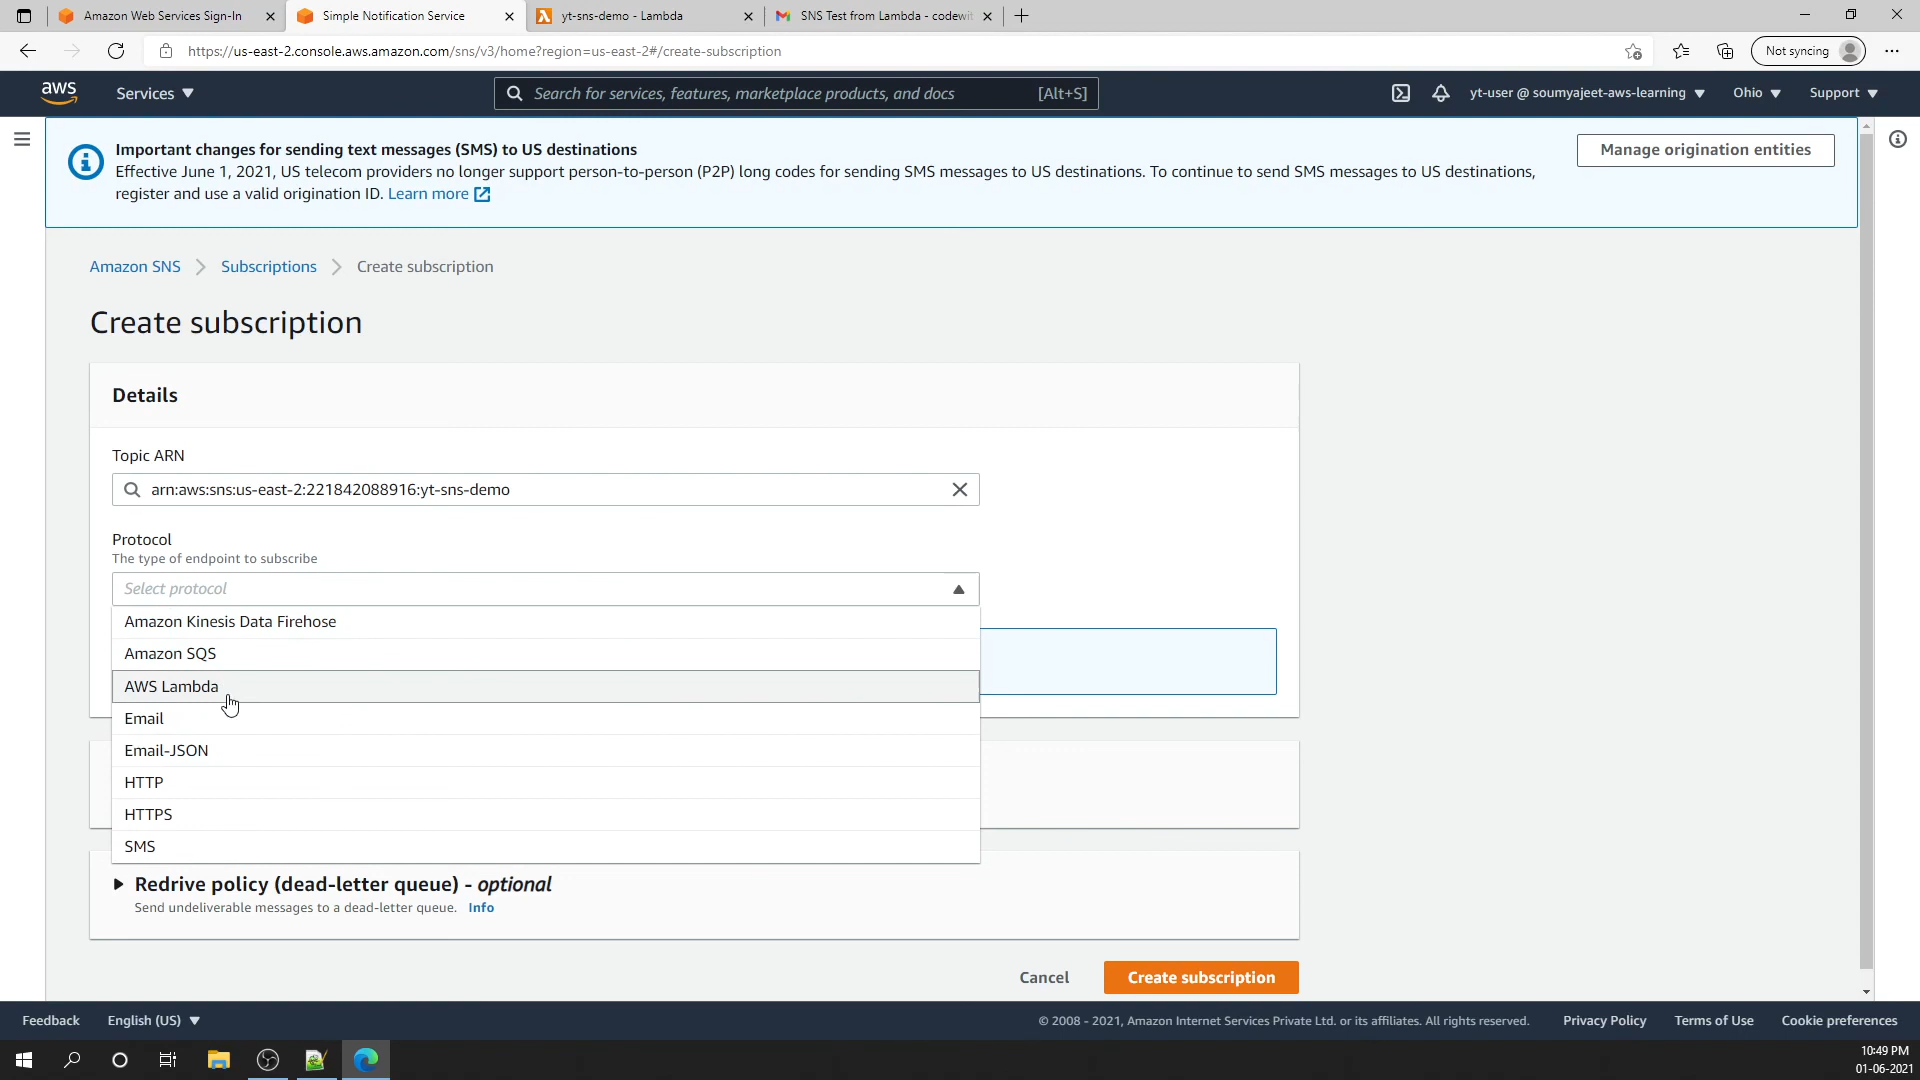 Amazon Web Services Sign-In
Simple Notification Service
yt-sns-demo - Lambda
SNS Test from Lambda - codewit
https://us-east-2.console.aws.amazon.com/sns/v3/home?region=us-east-2#/create-subscription
Not syncing
aws
Services
Search for services, features, marketplace products, and docs
[Alt+S]
yt-user @ soumyajeet-aws-learning
Ohio
Support
Important changes for sending text messages (SMS) to US destinations
Effective June 1, 2021, US telecom providers no longer support person-to-person (P2P) long codes for sending SMS messages to US destinations. To continue to send SMS messages to US destinations,
register and use a valid origination ID. Learn more
Manage origination entities
Amazon SNS
Subscriptions
Create subscription
Create subscription
Details
Topic ARN
arn:aws:sns:us-east-2:221842088916:yt-sns-demo
Protocol
The type of endpoint to subscribe
Select protocol
Amazon Kinesis Data Firehose
Amazon SQS
AWS Lambda
Email
Email-JSON
HTTP
HTTPS
SMS
Redrive policy (dead-letter queue) - optional
Send undeliverable messages to a dead-letter queue. Info
Cancel
Create subscription
Feedback
English (US)
© 2008 - 2021, Amazon Internet Services Private Ltd. or its affiliates. All rights reserved.
Privacy Policy
Terms of Use
Cookie preferences
10:49 PM
01-06-2021